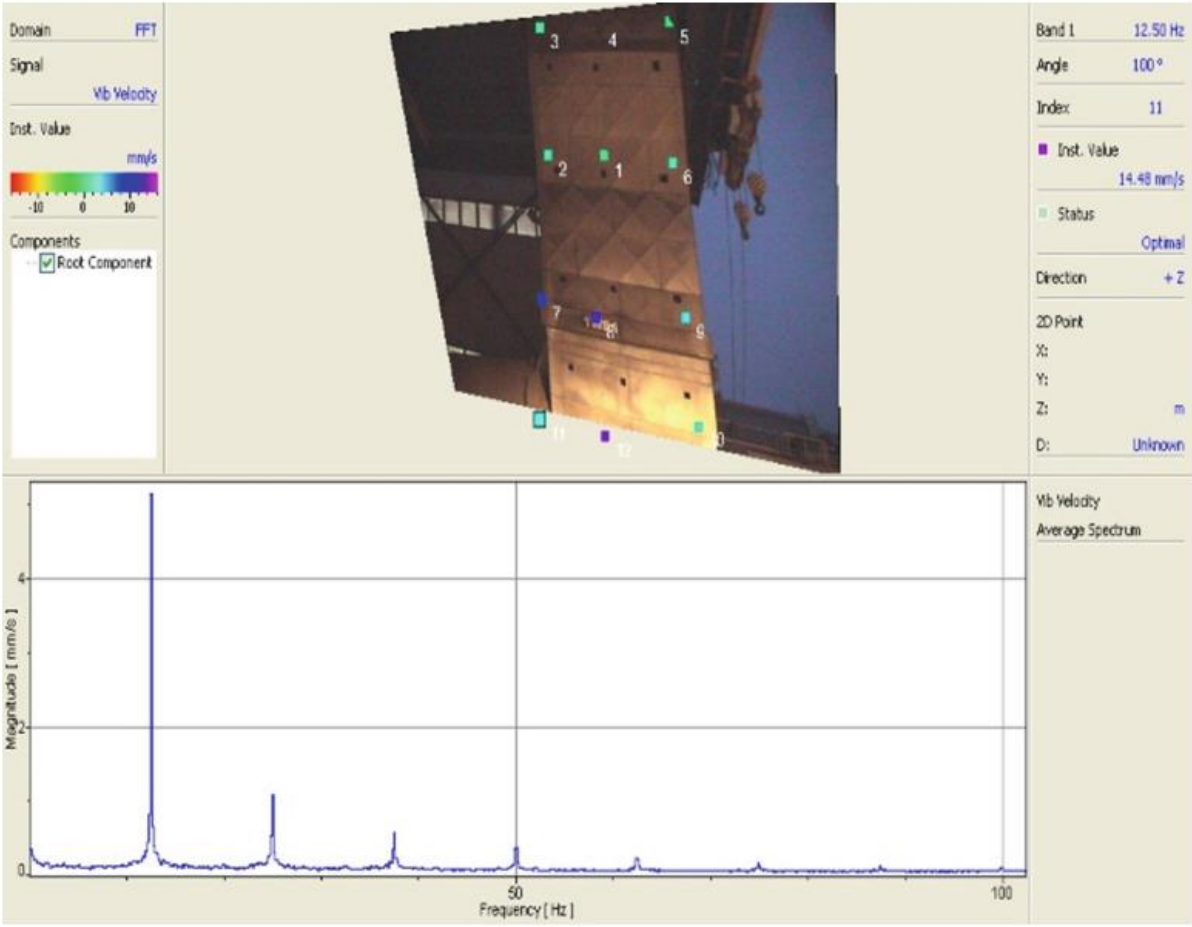 Domain FFT
Signal
Vib Velocity
Inst. Value
mm/s
-10 0 10
Components
Root Component
3 4 5
2 1 6
7 8 9
11 12
Band 1 12.50 Hz
Angle 100 °
Index 11
Inst. Value
14.48 mm/s
Status
Optimal
Direction + Z
2D Point
X:
Y:
Z: m
D: Unknown
Magnitude [ mm/s ]
4
2
0
50 100
Frequency [ Hz ]
Vib Velocity
Average Spectrum